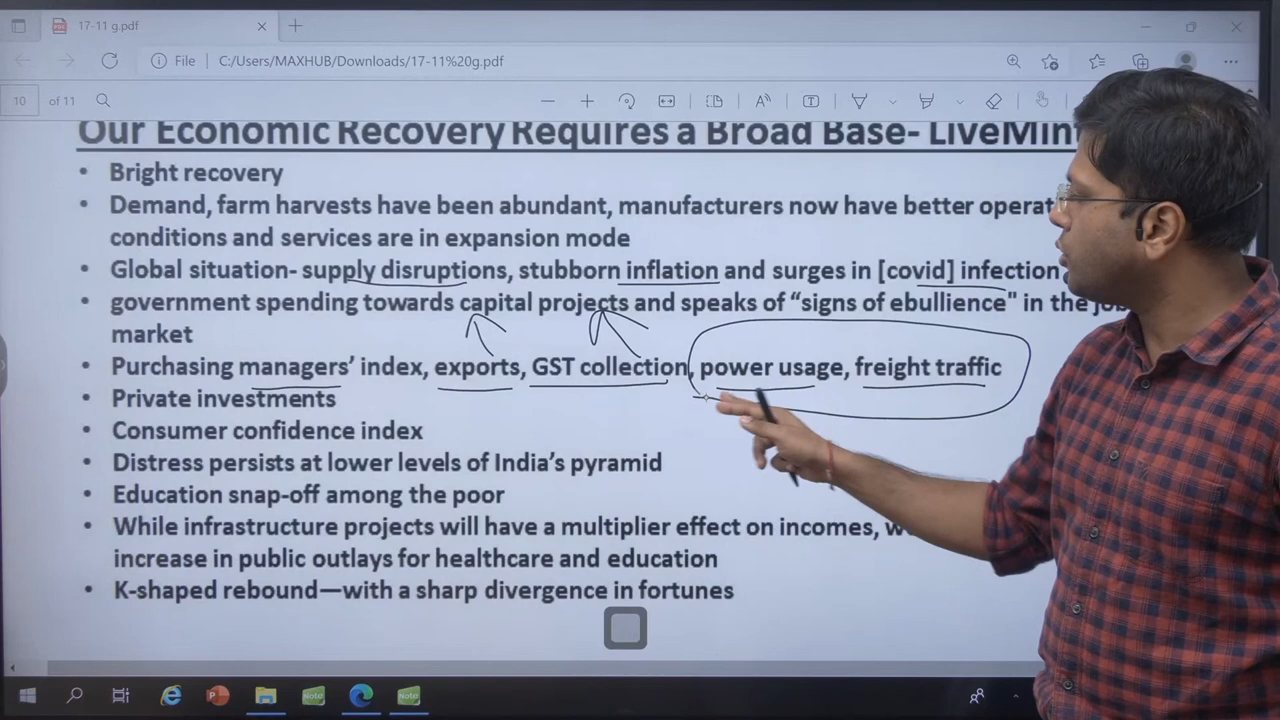 17-11 g.pdf
File
C:/Users/MAXHUB/Downloads/17-11%20g.pdf
10
of 11
Our Economic Recovery Requires a Broad Base- LiveMint
• Bright recovery
• Demand, farm harvests have been abundant, manufacturers now have better
conditions and services are in expansion mode
• Global situation- supply disruptions, stubborn inflation and surges in [covid] infection
• government spending towards capital projects and speaks of “signs of ebullience" in the
market
• Purchasing managers’ index, exports, GST collection, power usage, freight traffic
• Private investments
• Consumer confidence index
• Distress persists at lower levels of India’s pyramid
• Education snap-off among the poor
• While infrastructure projects will have a multiplier effect on incomes,
increase in public outlays for healthcare and education
• K-shaped rebound—with a sharp divergence in fortunes
Note
Note